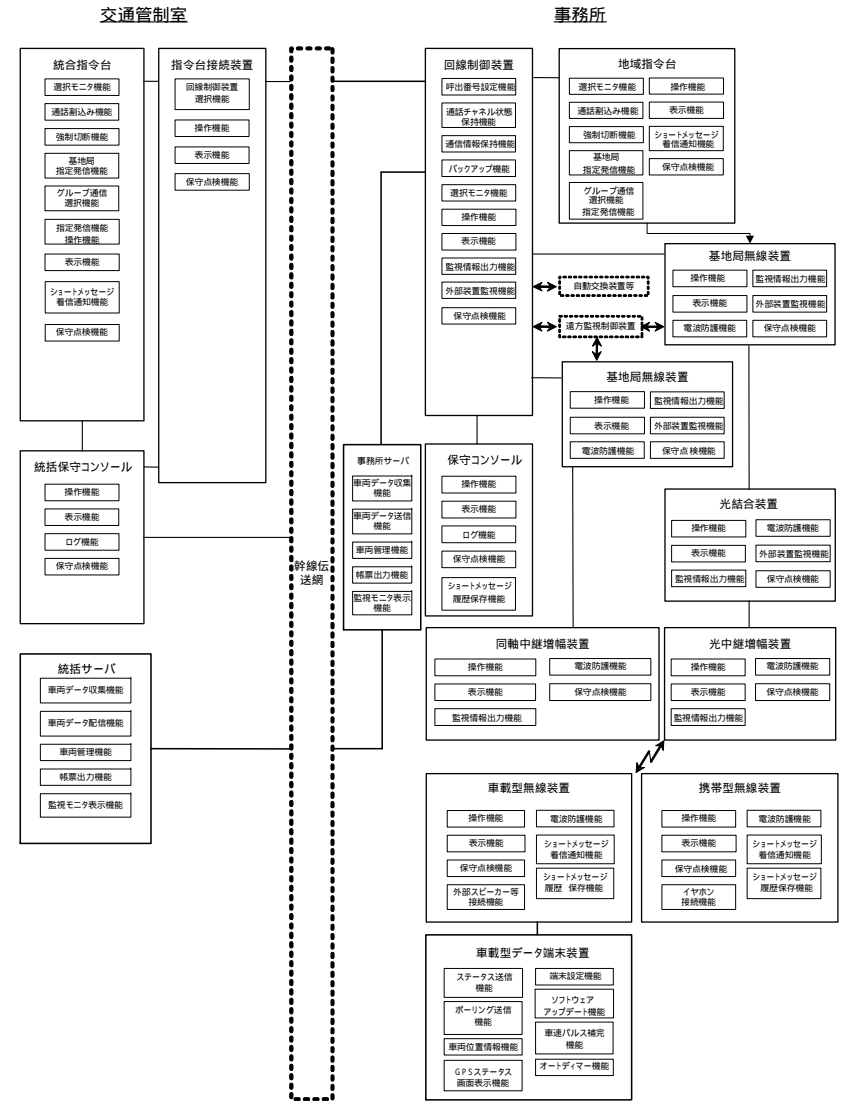 交通管制室
事務所
統合指令台
選択モニタ機能
通話割込み機能
強制切断機能
基地局
指定発信機能
グループ通信
選択機能
指定発信機能
操作機能
表示機能
ショートメッセージ
着信通知機能
保守点検機能
指令台接続装置
回線制御装置
選択機能
操作機能
表示機能
保守点検機能
統括保守コンソール
操作機能
表示機能
ログ機能
保守点検機能
統括サーバ
車両データ収集機能
車両データ配信機能
車両管理機能
帳票出力機能
監視モニタ表示機能
幹線伝
送網
事務所サーバ
車両データ収集
機能
車両データ送信
機能
車両管理機能
帳票出力機能
監視モニタ表示
機能
回線制御装置
呼出番号設定機能
通話チャネル状態
保持機能
通信情報保持機能
バックアップ機能
選択モニタ機能
操作機能
表示機能
監視情報出力機能
外部装置監視機能
保守点検機能
地域指令台
選択モニタ機能
通話割込み機能
強制切断機能
基地局
指定発信機能
グループ通信
選択機能
指定発信機能
操作機能
表示機能
ショートメッセージ
着信通知機能
保守点検機能
自動交換装置等
遠方監視制御装置
基地局無線装置
操作機能
表示機能
電波防護機能
監視情報出力機能
外部装置監視機能
保守点検機能
基地局無線装置
操作機能
表示機能
電波防護機能
監視情報出力機能
外部装置監視機能
保守点検機能
保守コンソール
操作機能
表示機能
ログ機能
保守点検機能
ショートメッセージ
履歴保存機能
光結合装置
操作機能
表示機能
監視情報出力機能
電波防護機能
外部装置監視機能
保守点検機能
同軸中継増幅装置
操作機能
表示機能
監視情報出力機能
電波防護機能
保守点検機能
光中継増幅装置
操作機能
表示機能
監視情報出力機能
電波防護機能
保守点検機能
車載型無線装置
操作機能
表示機能
保守点検機能
外部スピーカー等
接続機能
電波防護機能
ショートメッセージ
着信通知機能
ショートメッセージ
履歴 保存機能
携帯型無線装置
操作機能
表示機能
保守点検機能
イヤホン
接続機能
電波防護機能
ショートメッセージ
着信通知機能
ショートメッセージ
履歴保存機能
車載型データ端末装置
ステータス送信
機能
ポーリング送信
機能
車両位置情報機能
GPSステータス
画面表示機能
端末設定機能
ソフトウェア
アップデート機能
車速パルス補完
機能
オートディマー機能